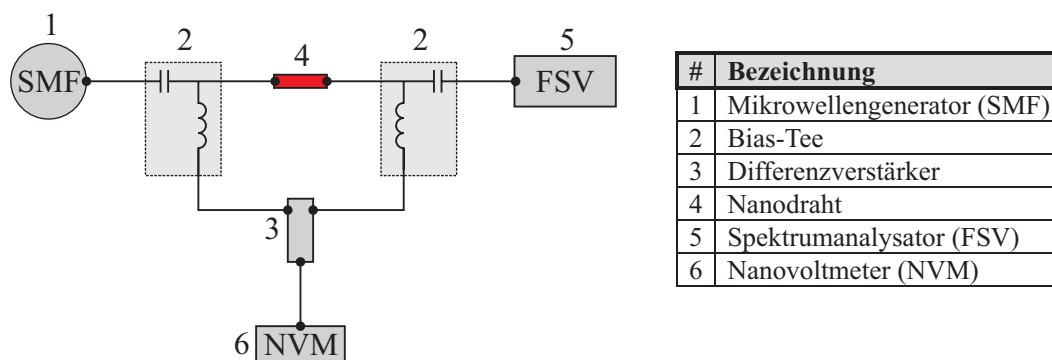 1
2
4
2
5
SMF
FSV
3
6
NVM
# Bezeichnung
1 Mikrowellengenerator (SMF)
2 Bias-Tee
3 Differenzverstärker
4 Nanodraht
5 Spektrumanalysator (FSV)
6 Nanovoltmeter (NVM)